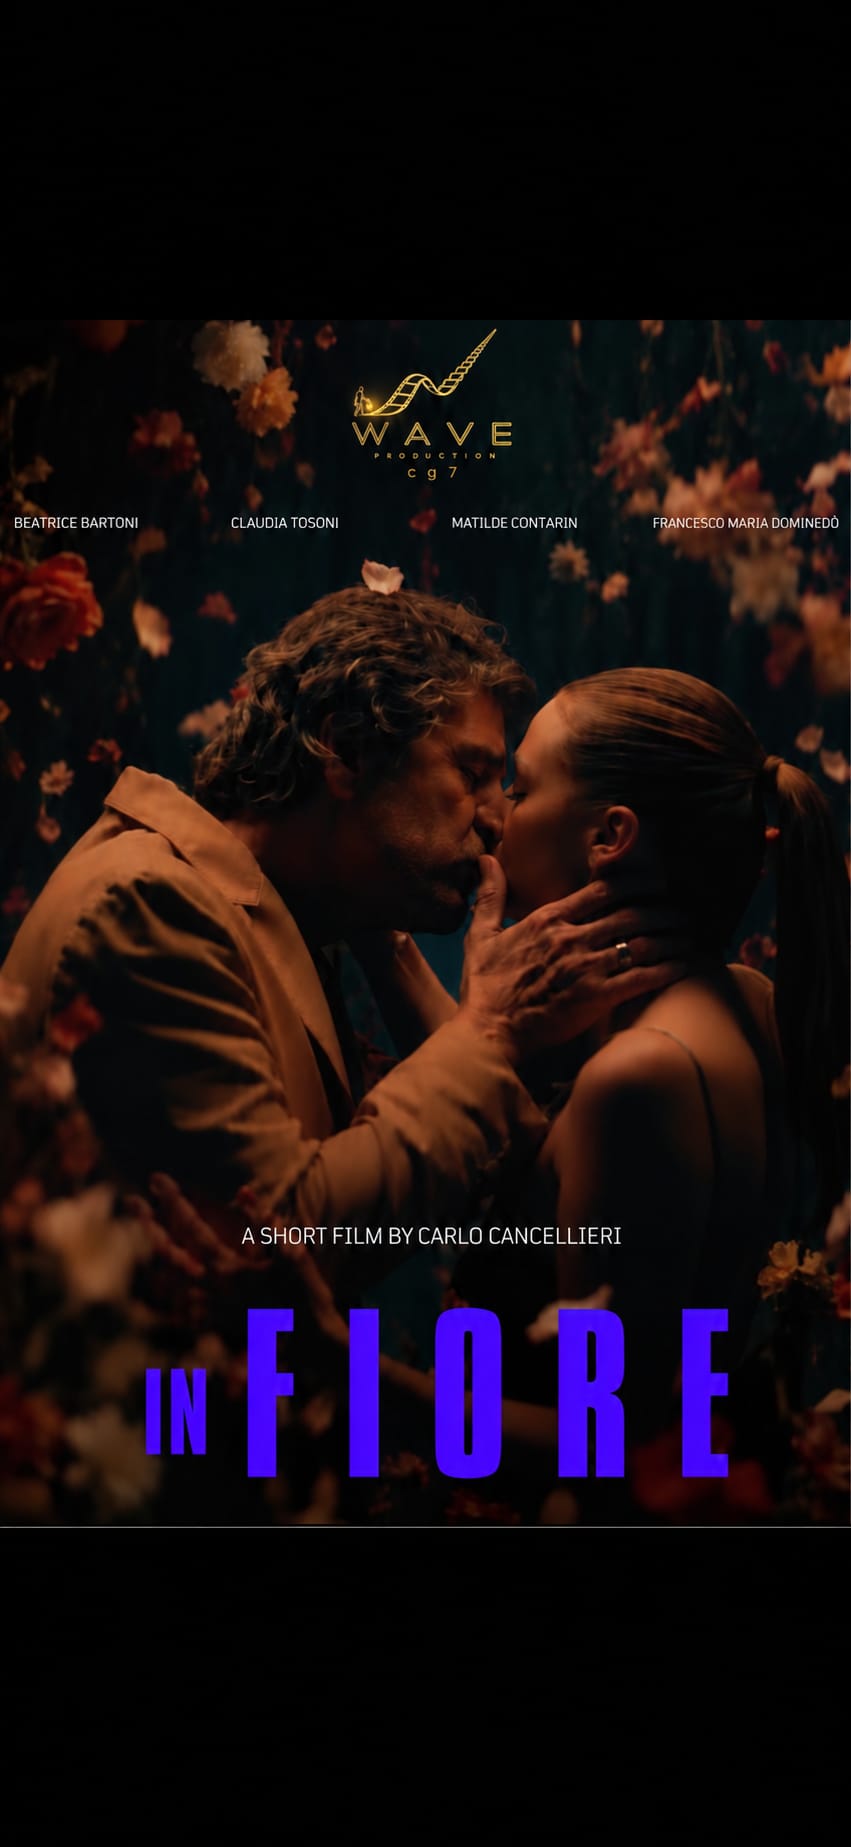 WAVE
PRODUCTION
cg7
BEATRICE BARTONI CLAUDIA TOSONI MATILDE CONTARIN FRANCESCO MARIA DOMINEDÒ
A SHORT FILM BY CARLO CANCELLIERI
IN FIORE